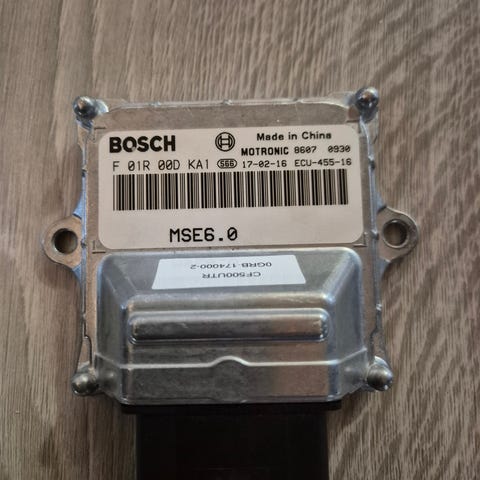 BOSCH
Made in China
MOTRONIC 8607 0930
F 01R 00D KA1 566 17-02-16 ECU-455-16
MSE6.0
CF500UTR
0GRB-174000-2